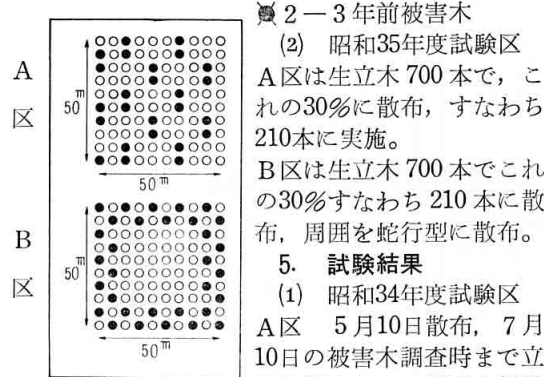 A
区
50m
50m
B
区
50m
50m
2—3年前被害木
(2) 昭和35年度試験区
A区は生立木700本で，こ
れの30%に散布，すなわち
210本に実施。
B区は生立木700本でこれ
の30%すなわち210本に散
布，周囲を蛇行型に散布。
5. 試験結果
(1) 昭和34年度試験区
A区 5月10日散布，7月
10日の被害木調査時まで立